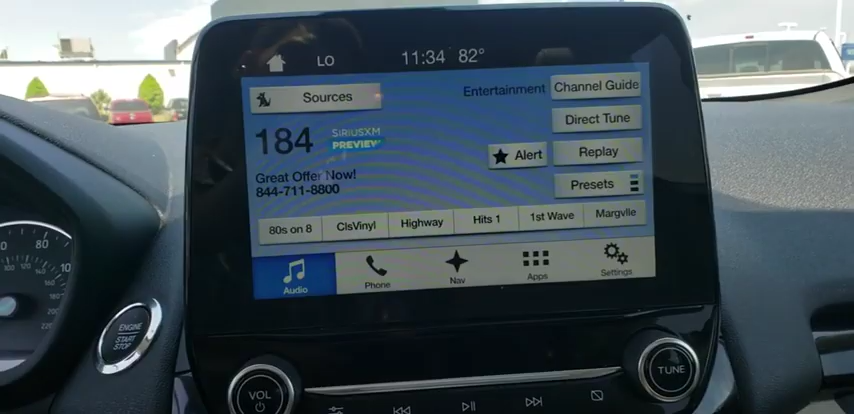 LO 11:34 82°
Sources
Entertainment
Channel Guide
184
SIRIUSXM
PREVIEW
Direct Tune
Alert
Replay
Great Offer Now!
844-711-8800
Presets
80s on 8
ClsVinyl
Highway
Hits 1
1st Wave
Margvlle
Audio
Phone
Nav
Apps
Settings
ENGINE
START
STOP
VOL
TUNE
80
100